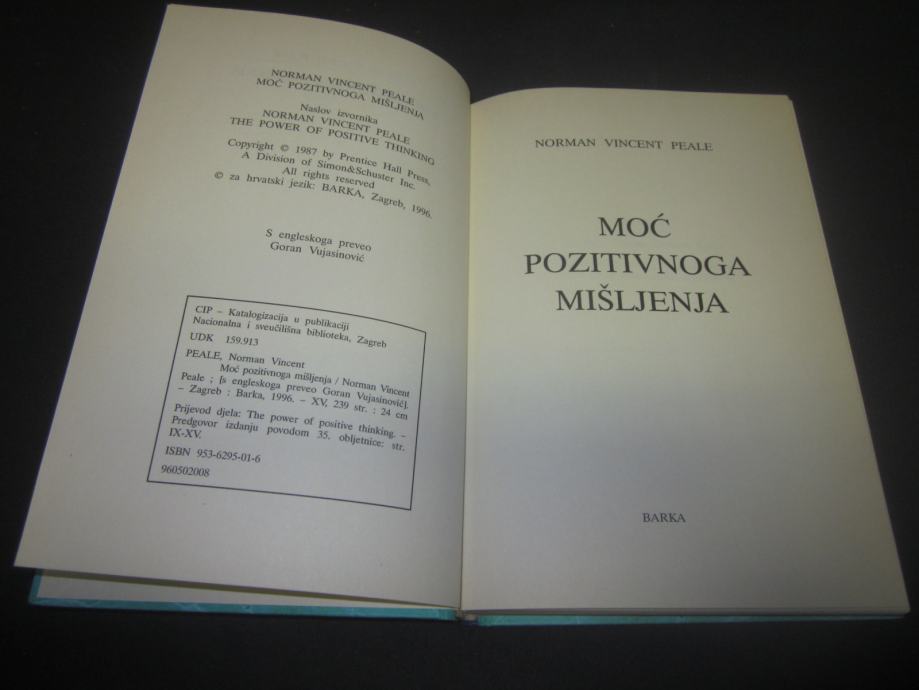 NORMAN VINCENT PEALE
MOĆ POZITIVNOGA MIŠLJENJA
Naslov izvornika
NORMAN VINCENT PEALE
THE POWER OF POSITIVE THINKING
Copyright © 1987 by Prentice Hall Press,
A Division of Simon&Schuster Inc.
All rights reserved
© za hrvatski jezik: BARKA, Zagreb, 1996.
S engleskoga preveo
Goran Vujasinović
CIP – Katalogizacija u publikaciji
Nacionalna i sveučilišna biblioteka, Zagreb
UDK 159.913
PEALE, Norman Vincent
Moć pozitivnoga mišljenja / Norman Vincent
Peale ; [s engleskoga preveo Goran Vujasinović].
– Zagreb : Barka, 1996. – XV, 239 str. ; 24 cm
Prijevod djela: The power of positive thinking. –
Predgovor izdanju povodom 35. obljetnice: str.
IX-XV.
ISBN 953-6295-01-6
960502008
NORMAN VINCENT PEALE
MOĆ
POZITIVNOGA
MIŠLJENJA
BARKA